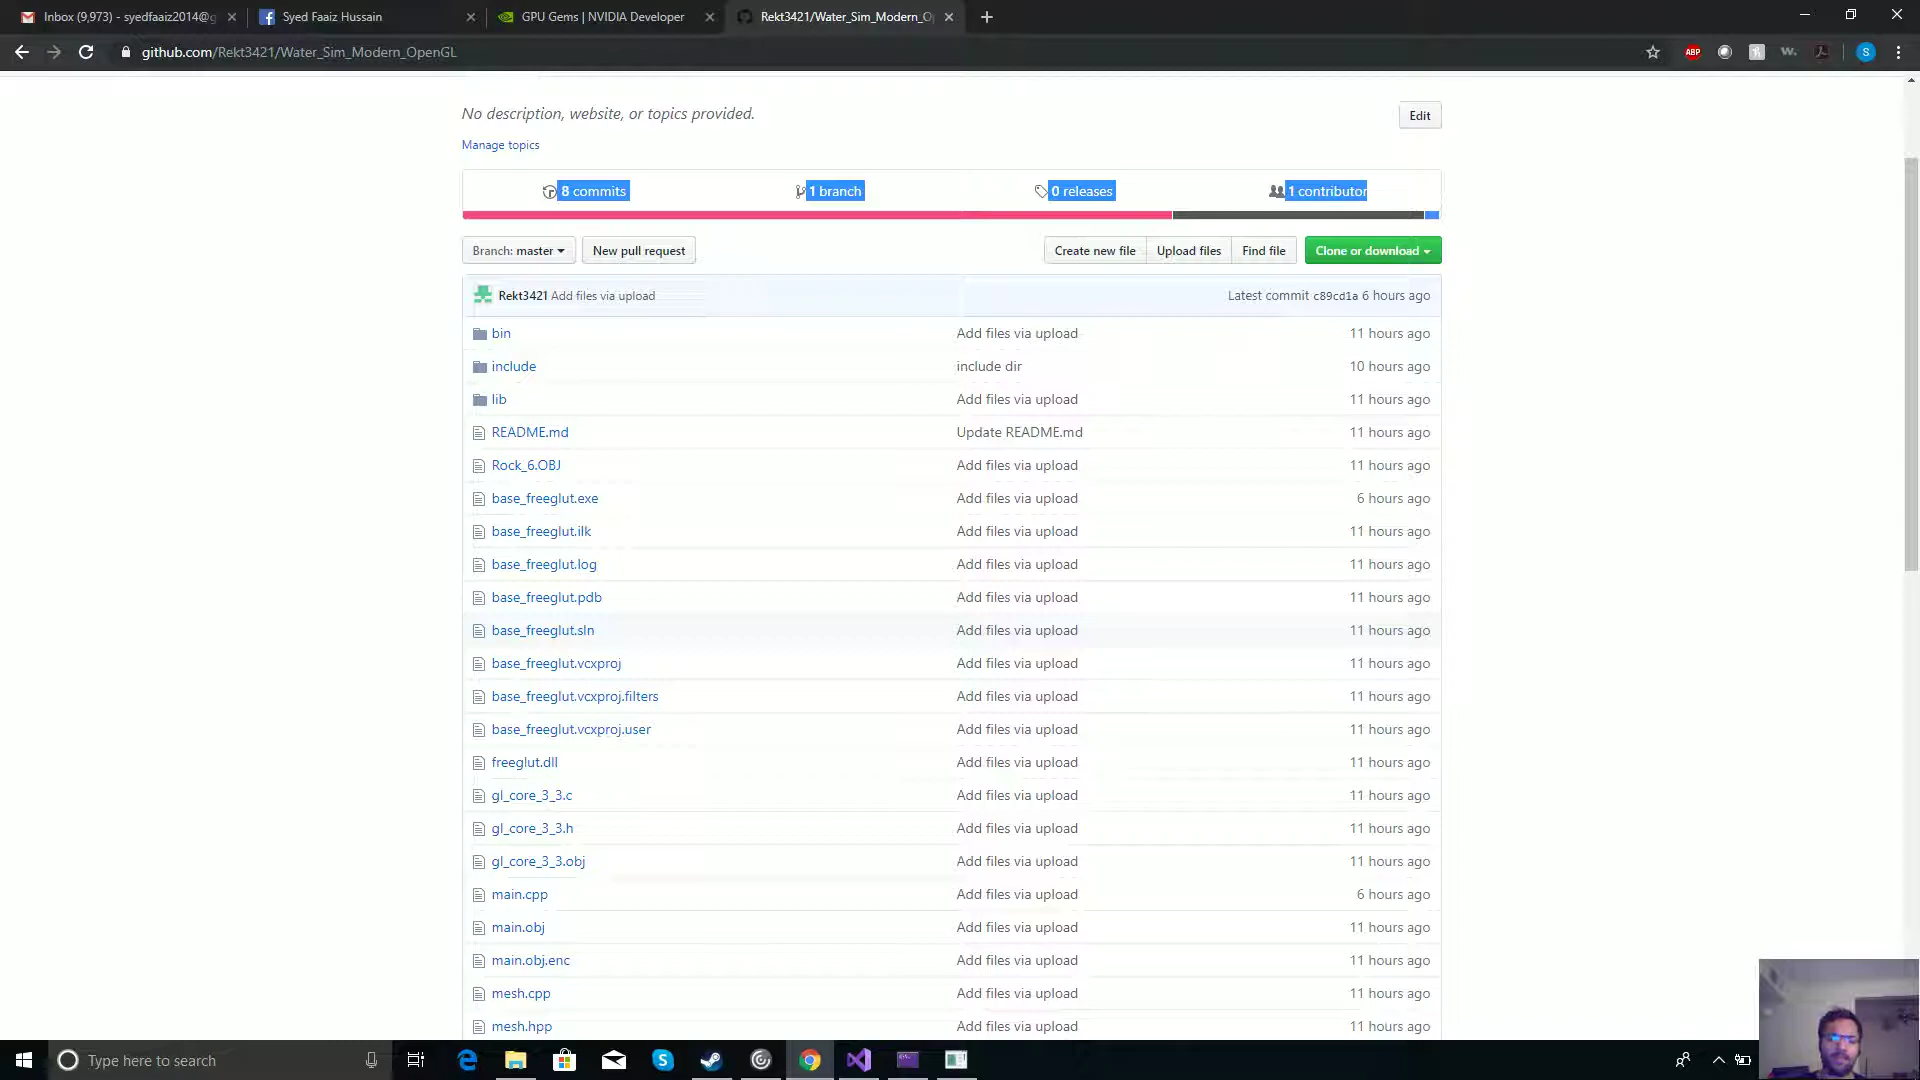 Inbox (9,973) - syedfaaiz2014@g
Syed Faaiz Hussain
GPU Gems | NVIDIA Developer
Rekt3421/Water_Sim_Modern_O
github.com/Rekt3421/Water_Sim_Modern_OpenGL
ABP
w.
S
No description, website, or topics provided.
Edit
Manage topics
8 commits
1 branch
0 releases
1 contributor
Branch: master
New pull request
Create new file
Upload files
Find file
Clone or download
Rekt3421 Add files via upload
Latest commit c89cd1a 6 hours ago
bin Add files via upload 11 hours ago
include include dir 10 hours ago
lib Add files via upload 11 hours ago
README.md Update README.md 11 hours ago
Rock_6.OBJ Add files via upload 11 hours ago
base_freeglut.exe Add files via upload 6 hours ago
base_freeglut.ilk Add files via upload 11 hours ago
base_freeglut.log Add files via upload 11 hours ago
base_freeglut.pdb Add files via upload 11 hours ago
base_freeglut.sln Add files via upload 11 hours ago
base_freeglut.vcxproj Add files via upload 11 hours ago
base_freeglut.vcxproj.filters Add files via upload 11 hours ago
base_freeglut.vcxproj.user Add files via upload 11 hours ago
freeglut.dll Add files via upload 11 hours ago
gl_core_3_3.c Add files via upload 11 hours ago
gl_core_3_3.h Add files via upload 11 hours ago
gl_core_3_3.obj Add files via upload 11 hours ago
main.cpp Add files via upload 6 hours ago
main.obj Add files via upload 11 hours ago
main.obj.enc Add files via upload 11 hours ago
mesh.cpp Add files via upload 11 hours ago
mesh.hpp Add files via upload 11 hours ago
Type here to search